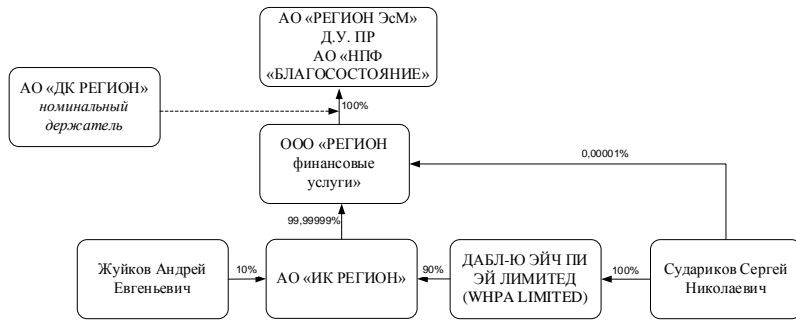 АО «РЕГИОН ЭсМ»
Д.У. ПР
АО «НПФ
«БЛАГОСОСТОЯНИЕ»
АО «ДК РЕГИОН»
номинальный
держатель
100%
ООО «РЕГИОН
финансовые
услуги»
0,00001%
99,99999%
Жуйков Андрей
Евгеньевич
10%
АО «ИК РЕГИОН»
90%
ДАБЛ-Ю ЭЙЧ ПИ
ЭЙ ЛИМИТЕД
(WHPA LIMITED)
100%
Судариков Сергей
Николаевич